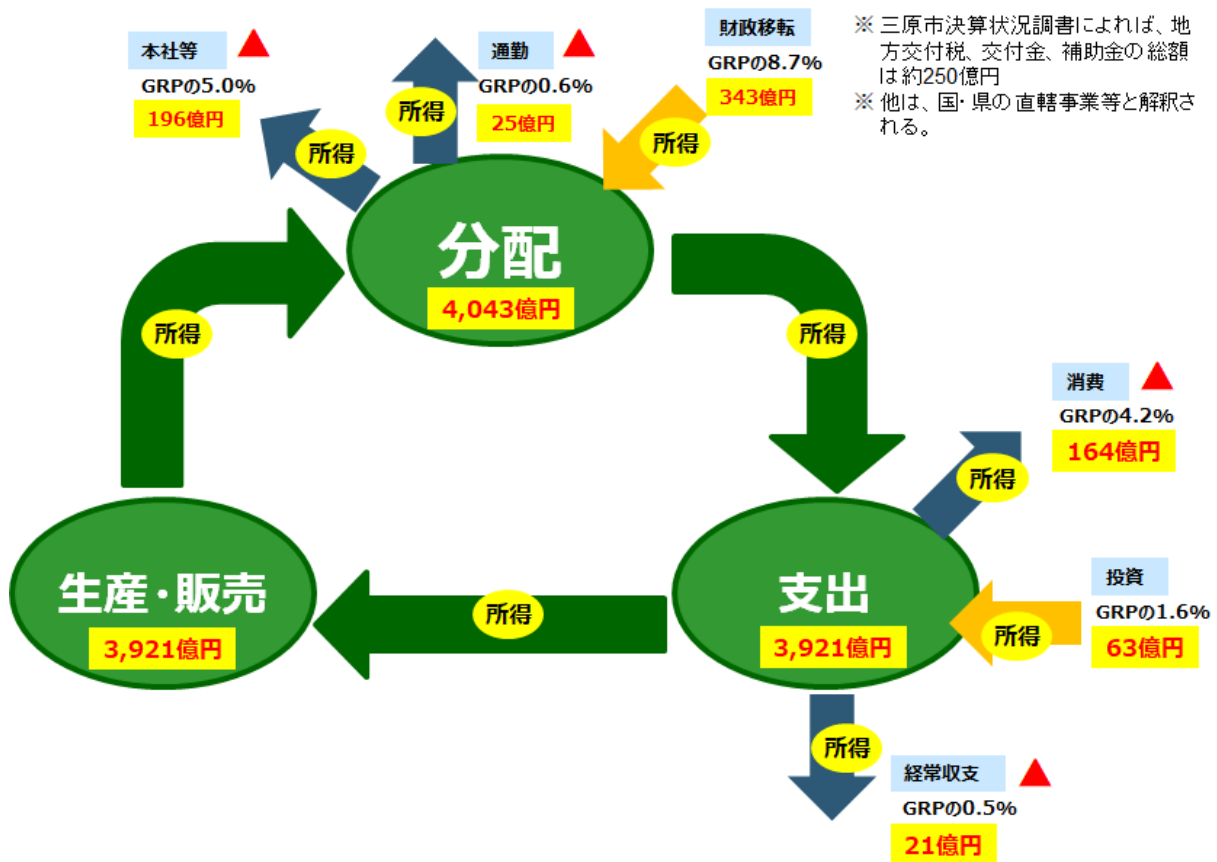 本社等
▲
GRPの5.0%
196億円
所得
通勤
▲
GRPの0.6%
25億円
所得
財政移転
GRPの8.7%
343億円
所得
※ 三原市決算状況調書によれば、地
方交付税、交付金、補助金の総額
は約250億円
※ 他は、国・県の直轄事業等と解釈さ
れる。
分配
4,043億円
所得
所得
消費
▲
GRPの4.2%
164億円
所得
生産・販売
3,921億円
所得
支出
3,921億円
投資
GRPの1.6%
63億円
所得
所得
経常収支
▲
GRPの0.5%
21億円